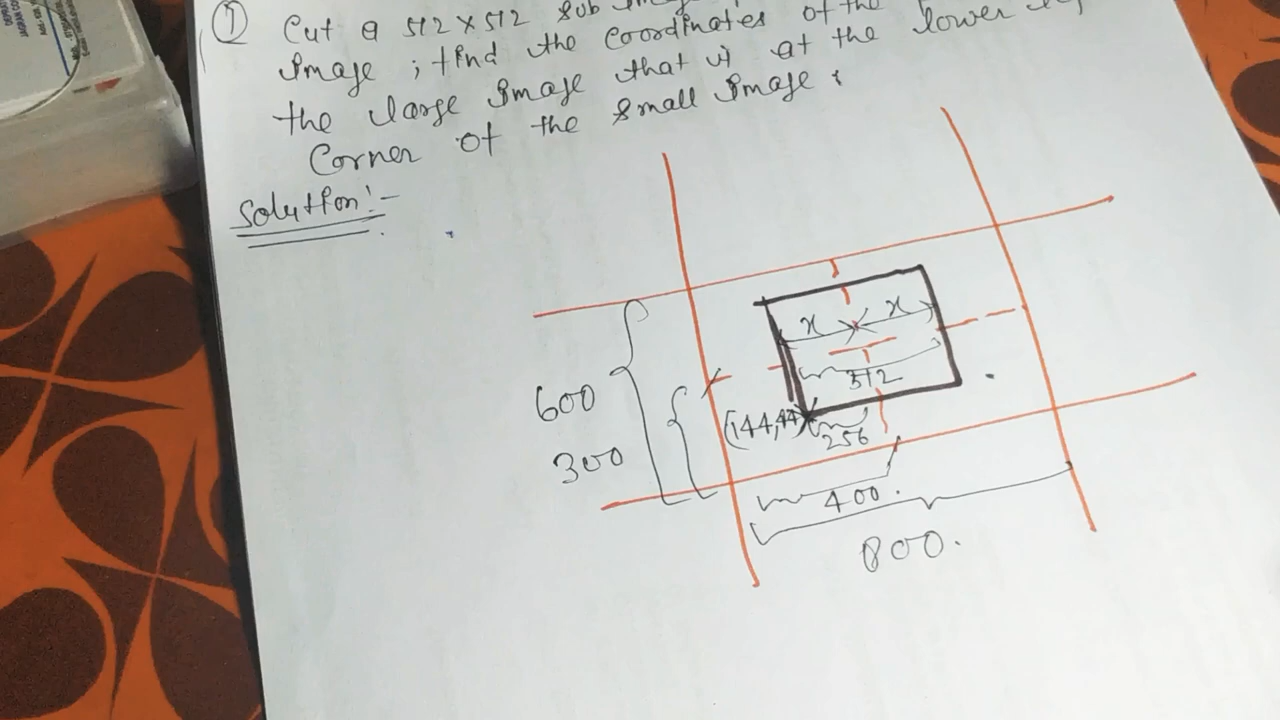 ① Cut a 512 × 512 sub
Image ; find the coordinates of the
the large Image that is at the lower
Corner of the small Image :
Solution :-
x x
600
512
(144,44)
256
300
400.
800.